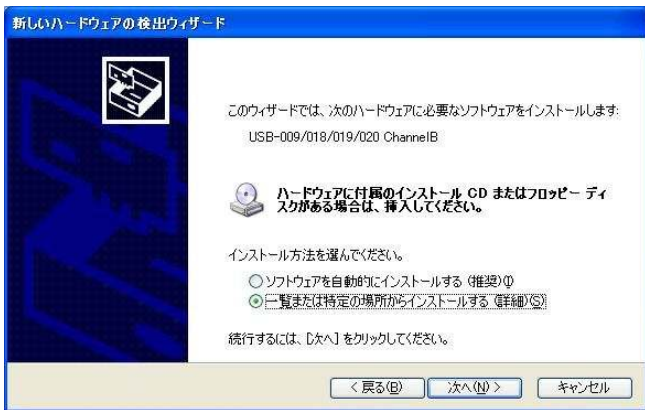 新しいハードウェアの検出ウィザード
このウィザードでは、次のハードウェアに必要なソフトウェアをインストールします:
USB-009/018/019/020 ChannelB
ハードウェアに付属のインストール CD またはフロッピー ディ
スクがある場合は、挿入してください。
インストール方法を選んでください。
ソフトウェアを自動的にインストールする (推奨)(I)
一覧または特定の場所からインストールする (詳細)(S)
続行するには、[次へ] をクリックしてください。
< 戻る(B) 次へ(N) > キャンセル